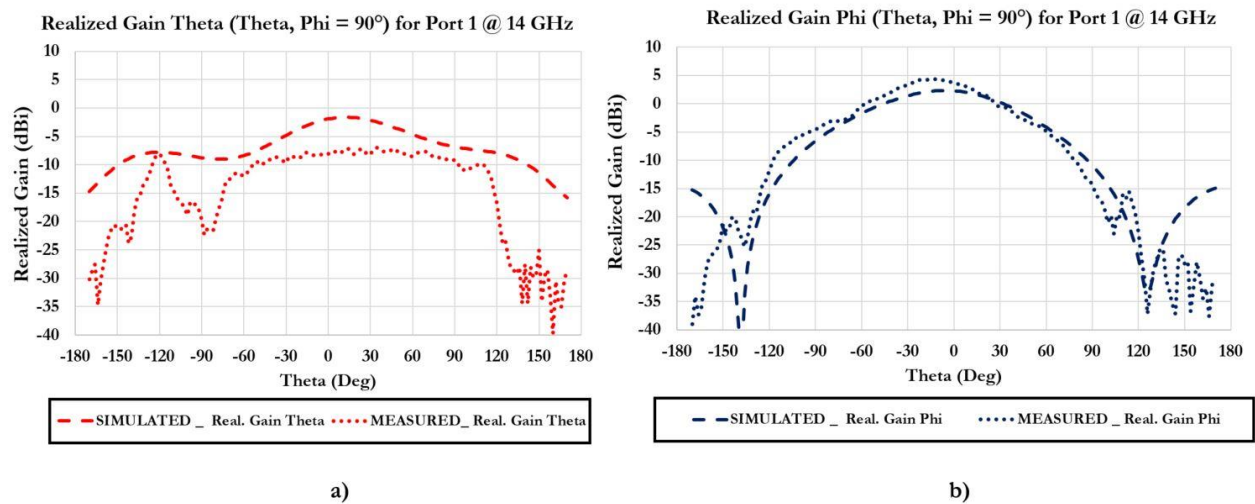 Realized Gain Theta (Theta, Phi = 90°) for Port 1 @ 14 GHz
10
5
0
-5
-10
-15
-20
-25
-30
-35
-40
Realized Gain (dBi)
-180 -150 -120 -90 -60 -30 0 30 60 90 120 150 180
Theta (Deg)
SIMULATED _ Real. Gain Theta MEASURED_ Real. Gain Theta
a)
Realized Gain Phi (Theta, Phi = 90°) for Port 1 @ 14 GHz
10
5
0
-5
-10
-15
-20
-25
-30
-35
-40
Realized Gain (dBi)
-180 -150 -120 -90 -60 -30 0 30 60 90 120 150 180
Theta (Deg)
SIMULATED _ Real. Gain Phi MEASURED_ Real. Gain Phi
b)